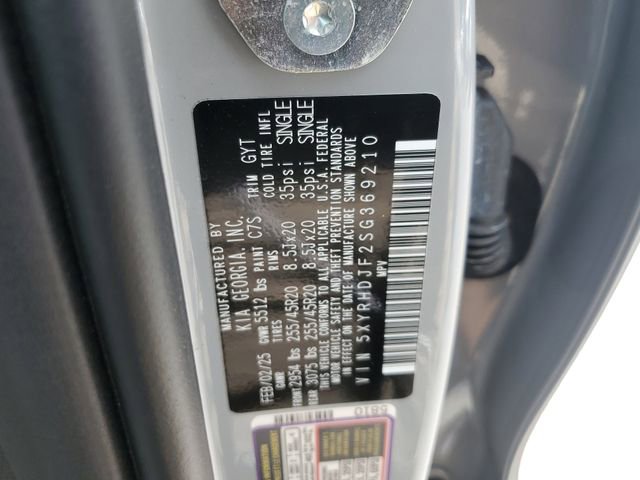 MANUFACTURED BY
KIA GEORGIA, INC.
FEB/02/25 GVWR 5512 lbs PAINT C7S TRIM GYT
GAWR TIRES RIMS COLD TIRE INFL
FRONT 2954 lbs 255/45R20 8.5Jx20 35psi SINGLE
REAR 3075 lbs 255/45R20 8.5Jx20 35psi SINGLE
THIS VEHICLE CONFORMS TO ALL APPLICABLE U.S.A. FEDERAL
MOTOR VEHICLE SAFETY AND THEFT PREVENTION STANDARDS
IN EFFECT ON THE DATE OF MANUFACTURE SHOWN ABOVE
VIN 5XYRHDJF2SG369210
MPV
5810